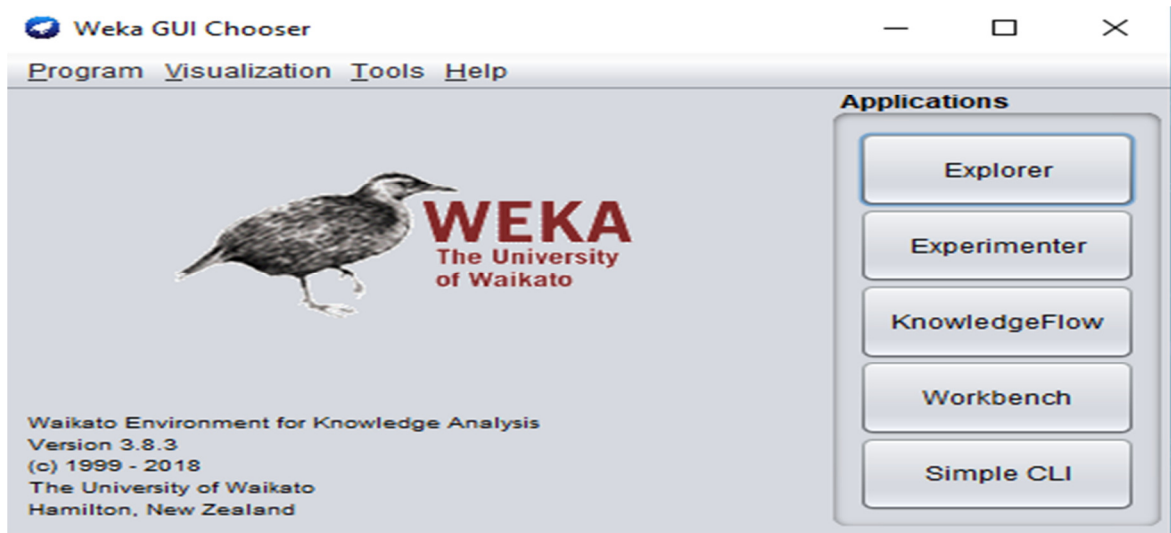 Weka GUI Chooser
Program Visualization Tools Help
Applications
Explorer
Experimenter
KnowledgeFlow
Workbench
Simple CLI
WEKA
The University
of Waikato
Waikato Environment for Knowledge Analysis
Version 3.8.3
(c) 1999 - 2018
The University of Waikato
Hamilton, New Zealand